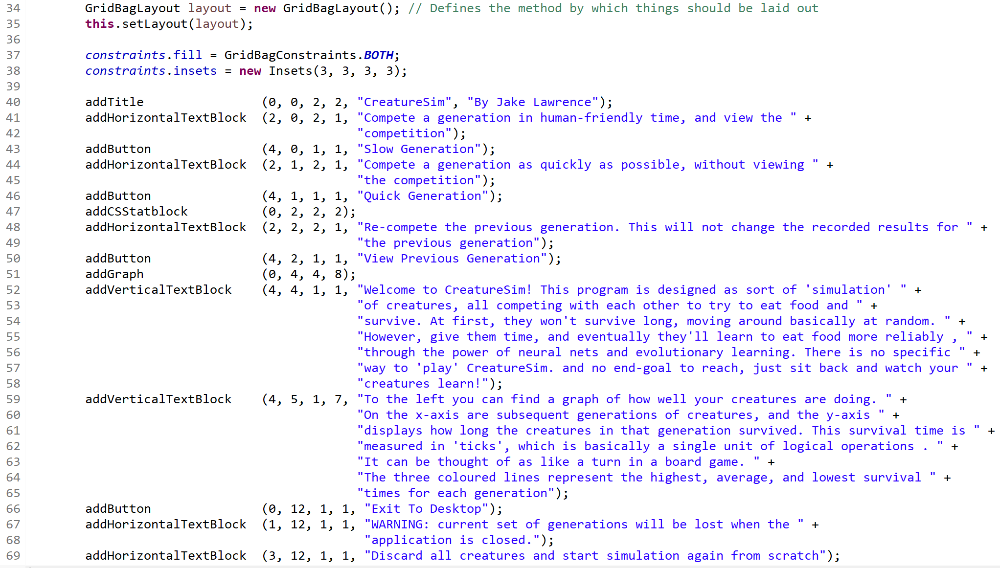 34 GridBagLayout layout = new GridBagLayout(); // Defines the method by which things should be laid out
35 this.setLayout(layout);
36
37 constraints.fill = GridBagConstraints.BOTH;
38 constraints.insets = new Insets(3, 3, 3, 3);
39
40 addTitle (0, 0, 2, 2, "CreatureSim", "By Jake Lawrence");
41 addHorizontalTextBlock (2, 0, 2, 1, "Compete a generation in human-friendly time, and view the " +
42 "competition");
43 addButton (4, 0, 1, 1, "Slow Generation");
44 addHorizontalTextBlock (2, 1, 2, 1, "Compete a generation as quickly as possible, without viewing " +
45 "the competition");
46 addButton (4, 1, 1, 1, "Quick Generation");
47 addCSStatblock (0, 2, 2, 2);
48 addHorizontalTextBlock (2, 2, 2, 1, "Re-compete the previous generation. This will not change the recorded results for " +
49 "the previous generation");
50 addButton (4, 2, 1, 1, "View Previous Generation");
51 addGraph (0, 4, 4, 8);
52 addVerticalTextBlock (4, 4, 1, 1, "Welcome to CreatureSim! This program is designed as sort of 'simulation' " +
53 "of creatures, all competing with each other to try to eat food and " +
54 "survive. At first, they won't survive long, moving around basically at random. " +
55 "However, give them time, and eventually they'll learn to eat food more reliably , " +
56 "through the power of neural nets and evolutionary learning. There is no specific " +
57 "way to 'play' CreatureSim. and no end-goal to reach, just sit back and watch your " +
58 "creatures learn!");
59 addVerticalTextBlock (4, 5, 1, 7, "To the left you can find a graph of how well your creatures are doing. " +
60 "On the x-axis are subsequent generations of creatures, and the y-axis " +
61 "displays how long the creatures in that generation survived. This survival time is " +
62 "measured in 'ticks', which is basically a single unit of logical operations . " +
63 "It can be thought of as like a turn in a board game. " +
64 "The three coloured lines represent the highest, average, and lowest survival " +
65 "times for each generation");
66 addButton (0, 12, 1, 1, "Exit To Desktop");
67 addHorizontalTextBlock (1, 12, 1, 1, "WARNING: current set of generations will be lost when the " +
68 "application is closed.");
69 addHorizontalTextBlock (3, 12, 1, 1, "Discard all creatures and start simulation again from scratch");